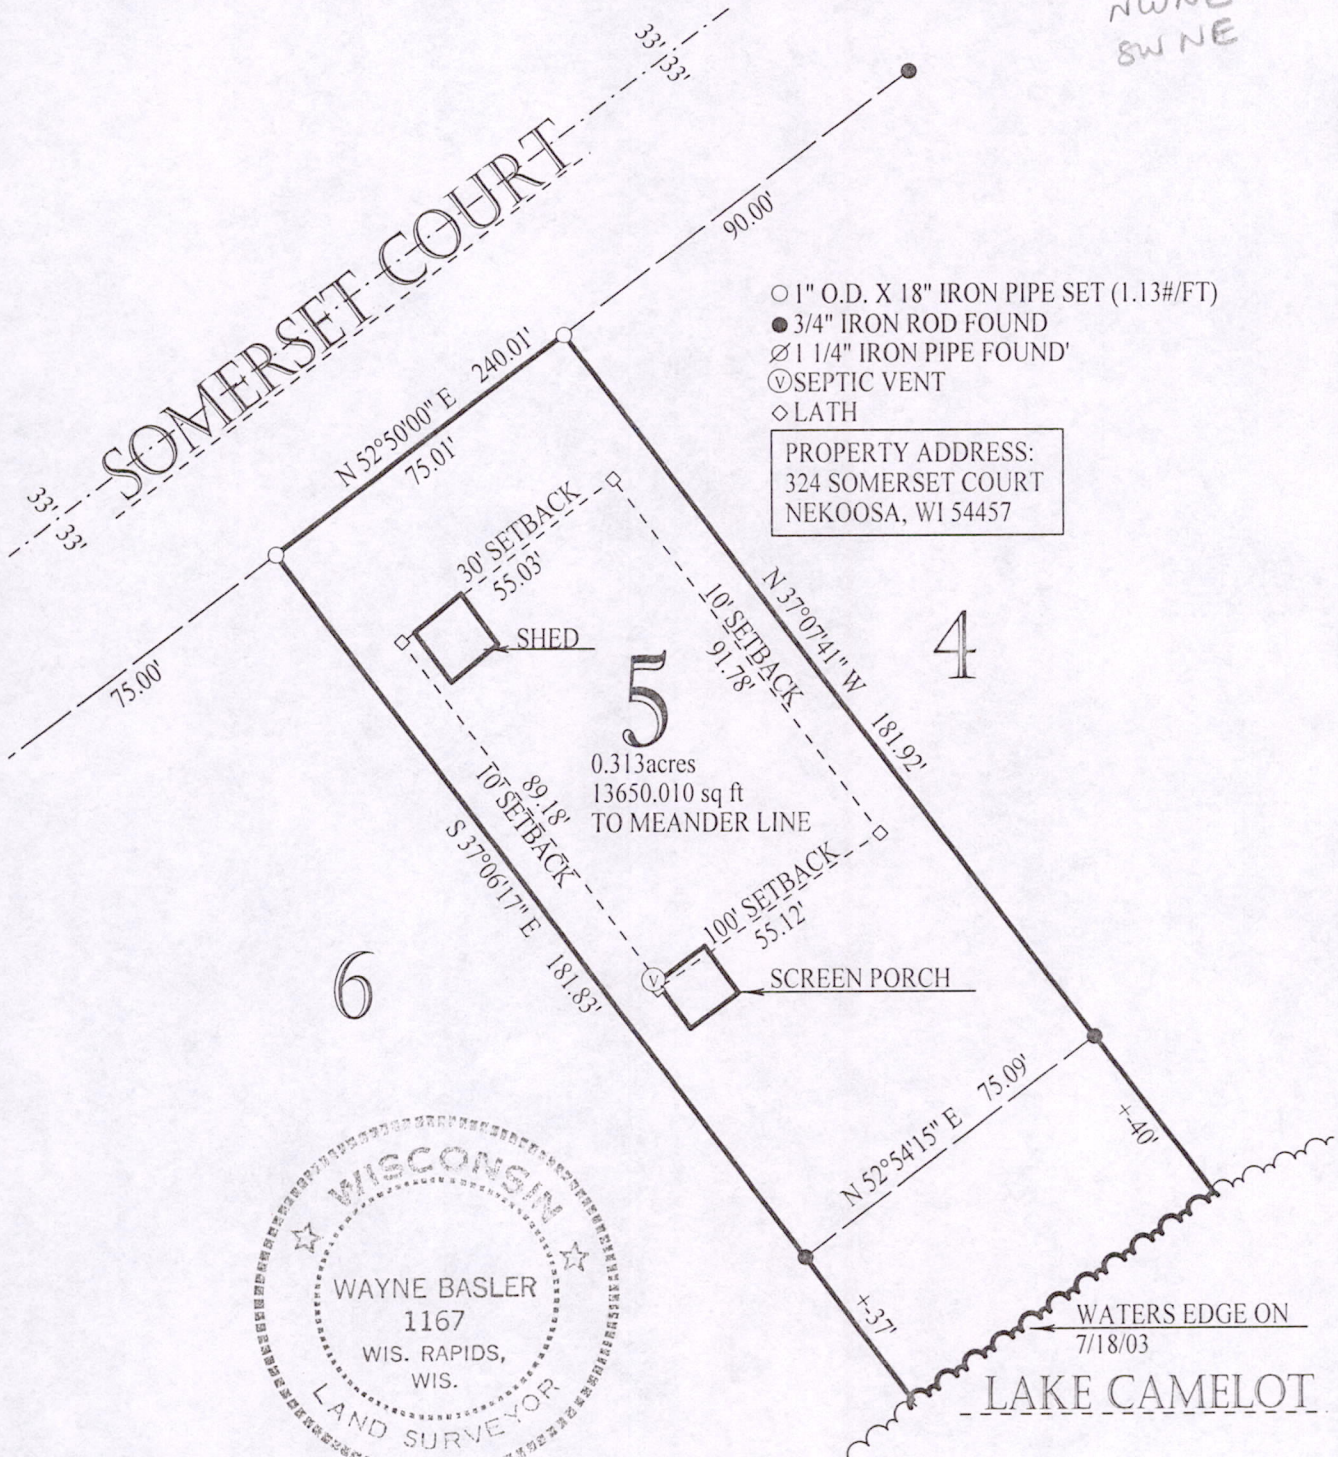 NWNE
SWNE
33' 33'
SOMERSET COURT
90.00'
○ 1" O.D. X 18" IRON PIPE SET (1.13#/FT)
● 3/4" IRON ROD FOUND
Ø 1 1/4" IRON PIPE FOUND'
Ⓥ SEPTIC VENT
◇ LATH
PROPERTY ADDRESS:
324 SOMERSET COURT
NEKOOSA, WI 54457
N 52°50'00" E 240.01'
75.01'
33' 33'
75.00'
30' SETBACK
55.03'
SHED
10' SETBACK
91.78'
N 37°07'41" W 181.92'
4
5
0.313acres
13650.010 sq ft
TO MEANDER LINE
89.18'
10' SETBACK
S 37°06'17" E 181.83'
100' SETBACK
55.12'
V
SCREEN PORCH
6
N 52°54'15" E 75.09'
+-40'
+-37'
WATERS EDGE ON
7/18/03
LAKE CAMELOT
WISCONSIN
WAYNE BASLER
1167
WIS. RAPIDS,
WIS.
LAND SURVEYOR